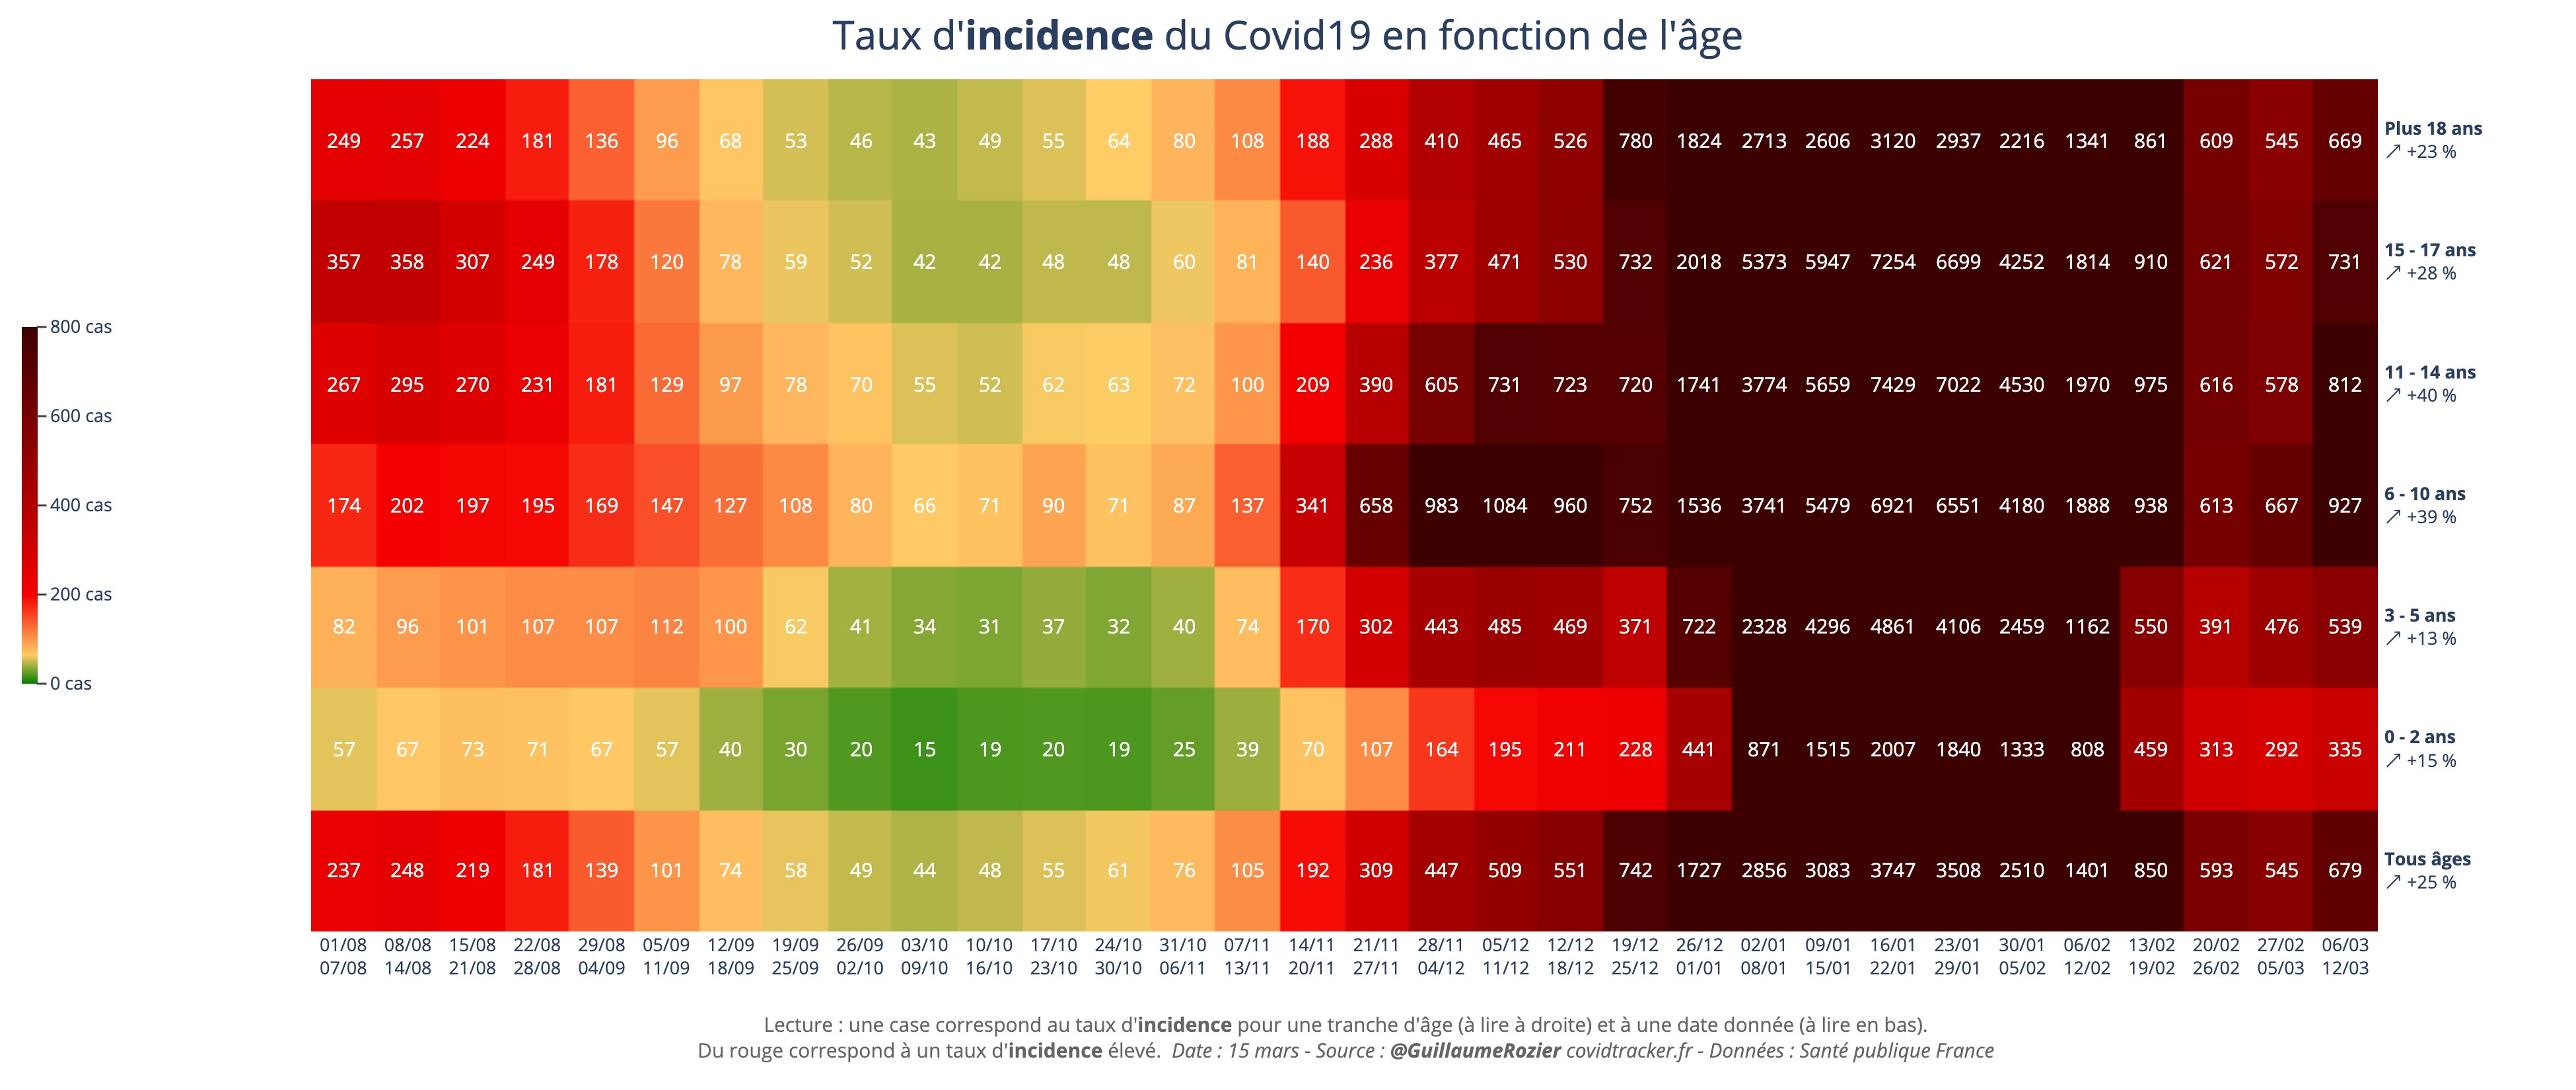 Taux d'incidence du Covid19 en fonction de l'âge
249 257 224 181 136 96 68 53 46 43 49 55 64 80 108 188 288 410 465 526 780 1824 2713 2606 3120 2937 2216 1341 861 609 545 669
Plus 18 ans
↗ +23 %
357 358 307 249 178 120 78 59 52 42 42 48 48 60 81 140 236 377 471 530 732 2018 5373 5947 7254 6699 4252 1814 910 621 572 731
15 - 17 ans
↗ +28 %
800 cas
600 cas
400 cas
200 cas
0 cas
267 295 270 231 181 129 97 78 70 55 52 62 63 72 100 209 390 605 731 723 720 1741 3774 5659 7429 7022 4530 1970 975 616 578 812
11 - 14 ans
↗ +40 %
174 202 197 195 169 147 127 108 80 66 71 90 71 87 137 341 658 983 1084 960 752 1536 3741 5479 6921 6551 4180 1888 938 613 667 927
6 - 10 ans
↗ +39 %
82 96 101 107 107 112 100 62 41 34 31 37 32 40 74 170 302 443 485 469 371 722 2328 4296 4861 4106 2459 1162 550 391 476 539
3 - 5 ans
↗ +13 %
57 67 73 71 67 57 40 30 20 15 19 20 19 25 39 70 107 164 195 211 228 441 871 1515 2007 1840 1333 808 459 313 292 335
0 - 2 ans
↗ +15 %
237 248 219 181 139 101 74 58 49 44 48 55 61 76 105 192 309 447 509 551 742 1727 2856 3083 3747 3508 2510 1401 850 593 545 679
Tous âges
↗ +25 %
01/08 08/08 15/08 22/08 29/08 05/09 12/09 19/09 26/09 03/10 10/10 17/10 24/10 31/10 07/11 14/11 21/11 28/11 05/12 12/12 19/12 26/12 02/01 09/01 16/01 23/01 30/01 06/02 13/02 20/02 27/02 06/03
07/08 14/08 21/08 28/08 04/09 11/09 18/09 25/09 02/10 09/10 16/10 23/10 30/10 06/11 13/11 20/11 27/11 04/12 11/12 18/12 25/12 01/01 08/01 15/01 22/01 29/01 05/02 12/02 19/02 26/02 05/03 12/03
Lecture : une case correspond au taux d'incidence pour une tranche d'âge (à lire à droite) et à une date donnée (à lire en bas).
Du rouge correspond à un taux d'incidence élevé. Date : 15 mars - Source : @GuillaumeRozier covidtracker.fr - Données : Santé publique France